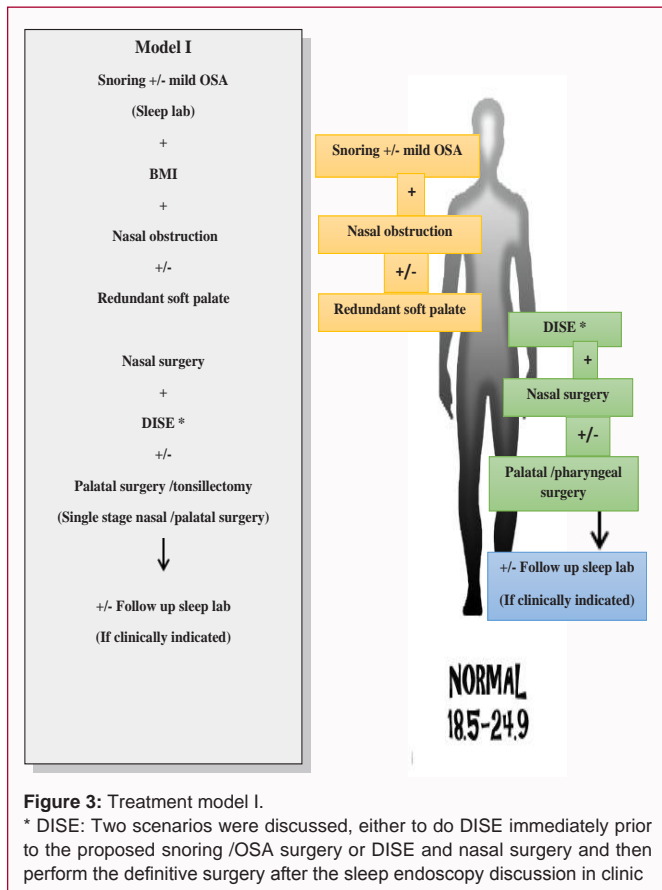 Model I
Snoring +/- mild OSA
(Sleep lab)
+
BMI
+
Nasal obstruction
+/-
Redundant soft palate
Nasal surgery
+
DISE *
+/-
Palatal surgery /tonsillectomy
(Single stage nasal /palatal surgery)
+/- Follow up sleep lab
(If clinically indicated)
Snoring +/- mild OSA
+
Nasal obstruction
+/-
Redundant soft palate
DISE *
+
Nasal surgery
+/-
Palatal /pharyngeal
surgery
+/- Follow up sleep lab
(If clinically indicated)
NORMAL
18.5-24.9
Figure 3: Treatment model I.
* DISE: Two scenarios were discussed, either to do DISE immediately prior
to the proposed snoring /OSA surgery or DISE and nasal surgery and then
perform the definitive surgery after the sleep endoscopy discussion in clinic